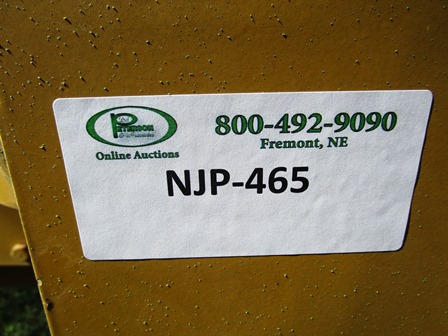 PETERSON
800-492-9090
Online Auctions
Fremont, NE
NJP-465